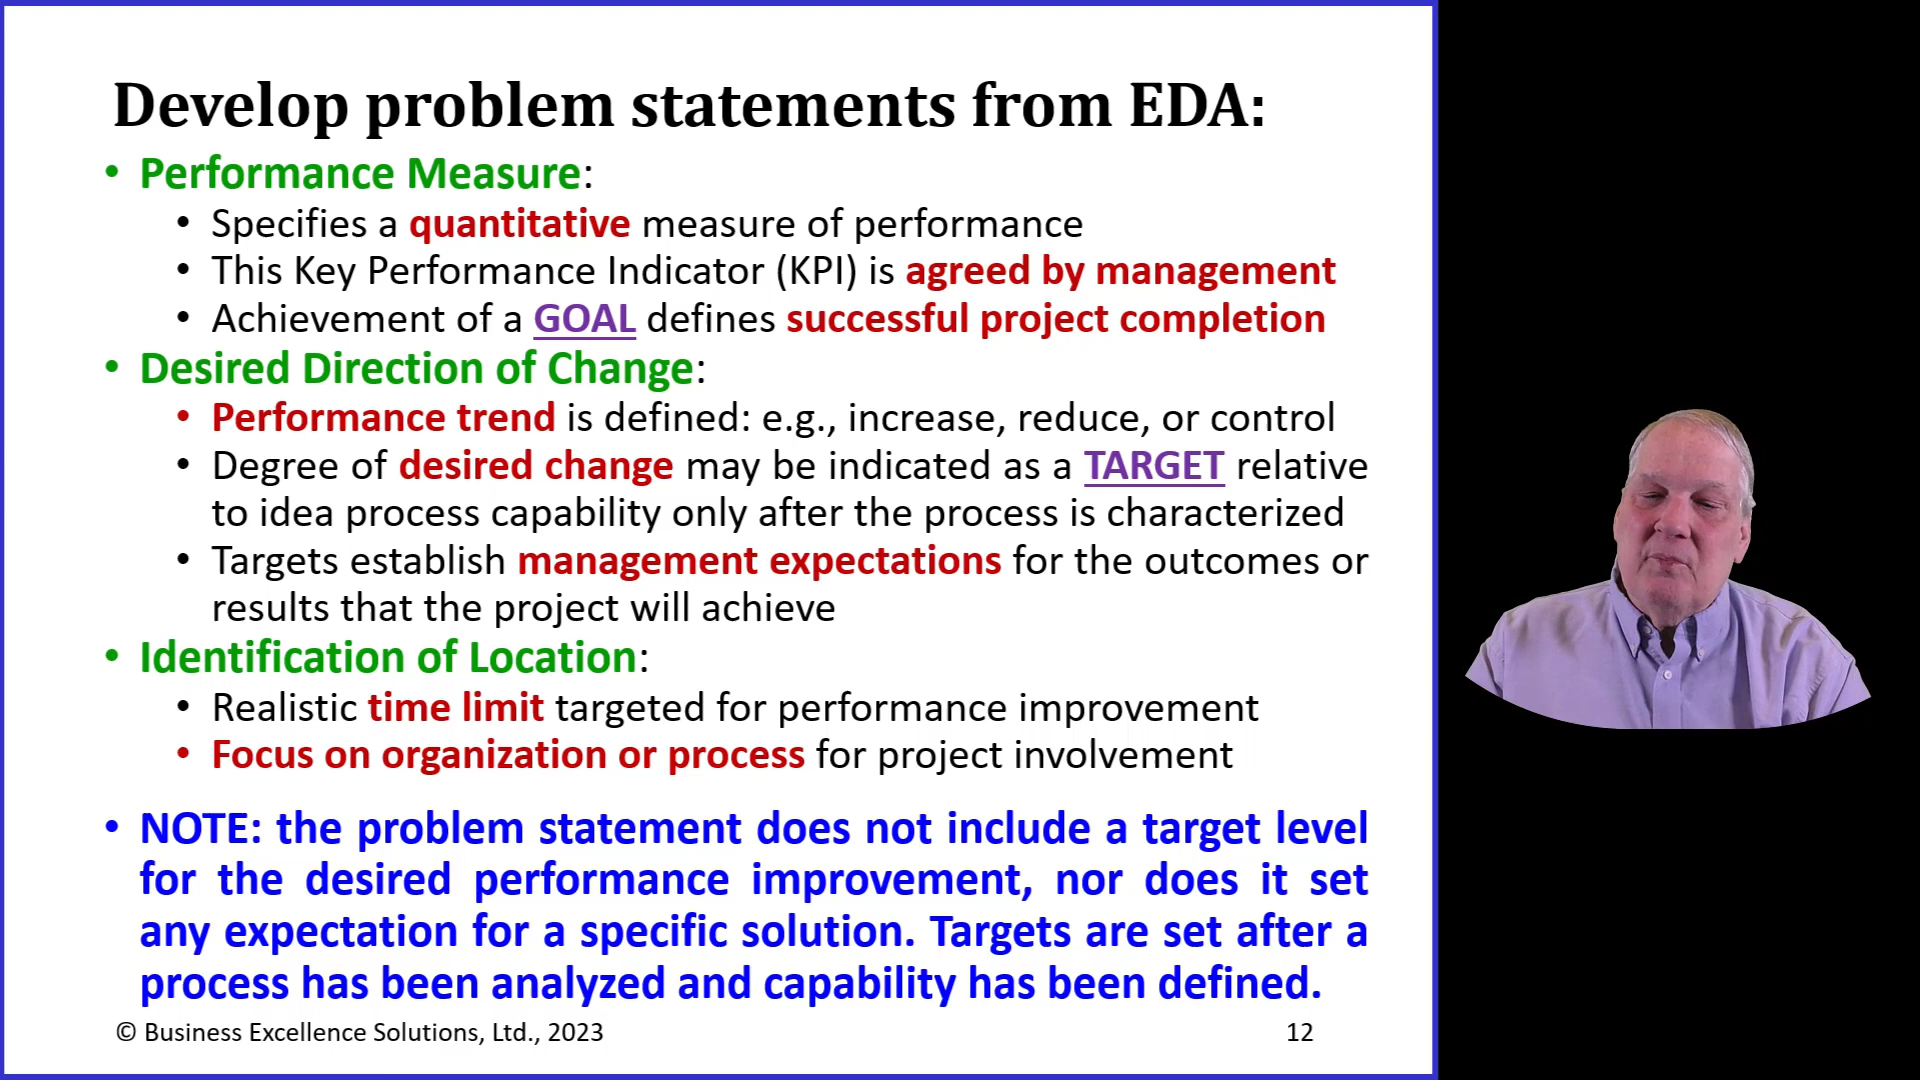 Develop problem statements from EDA:
• Performance Measure:
• Specifies a quantitative measure of performance
• This Key Performance Indicator (KPI) is agreed by management
• Achievement of a GOAL defines successful project completion
• Desired Direction of Change:
• Performance trend is defined: e.g., increase, reduce, or control
• Degree of desired change may be indicated as a TARGET relative
to idea process capability only after the process is characterized
• Targets establish management expectations for the outcomes or
results that the project will achieve
• Identification of Location:
• Realistic time limit targeted for performance improvement
• Focus on organization or process for project involvement
• NOTE: the problem statement does not include a target level
for the desired performance improvement, nor does it set
any expectation for a specific solution. Targets are set after a
process has been analyzed and capability has been defined.
© Business Excellence Solutions, Ltd., 2023
12